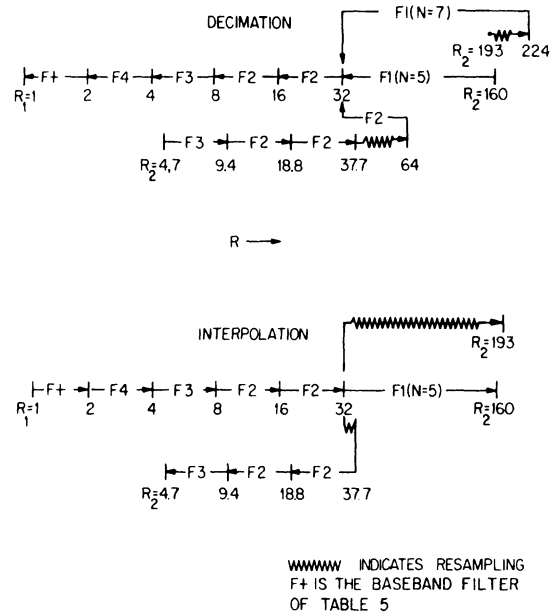 DECIMATION
F1(N=7)
R2=193 224
F+ F4 F3 F2 F2 F1(N=5)
R1=1 2 4 8 16 32 R2=160
F2
F3 F2 F2
R2=4,7 9.4 18.8 37.7 64
R
INTERPOLATION
R2=193
F+ F4 F3 F2 F2 F1(N=5)
R1=1 2 4 8 16 32 R2=160
F3 F2 F2
R2=4.7 9.4 18.8 37.7
INDICATES RESAMPLING
F+ IS THE BASEBAND FILTER
OF TABLE 5